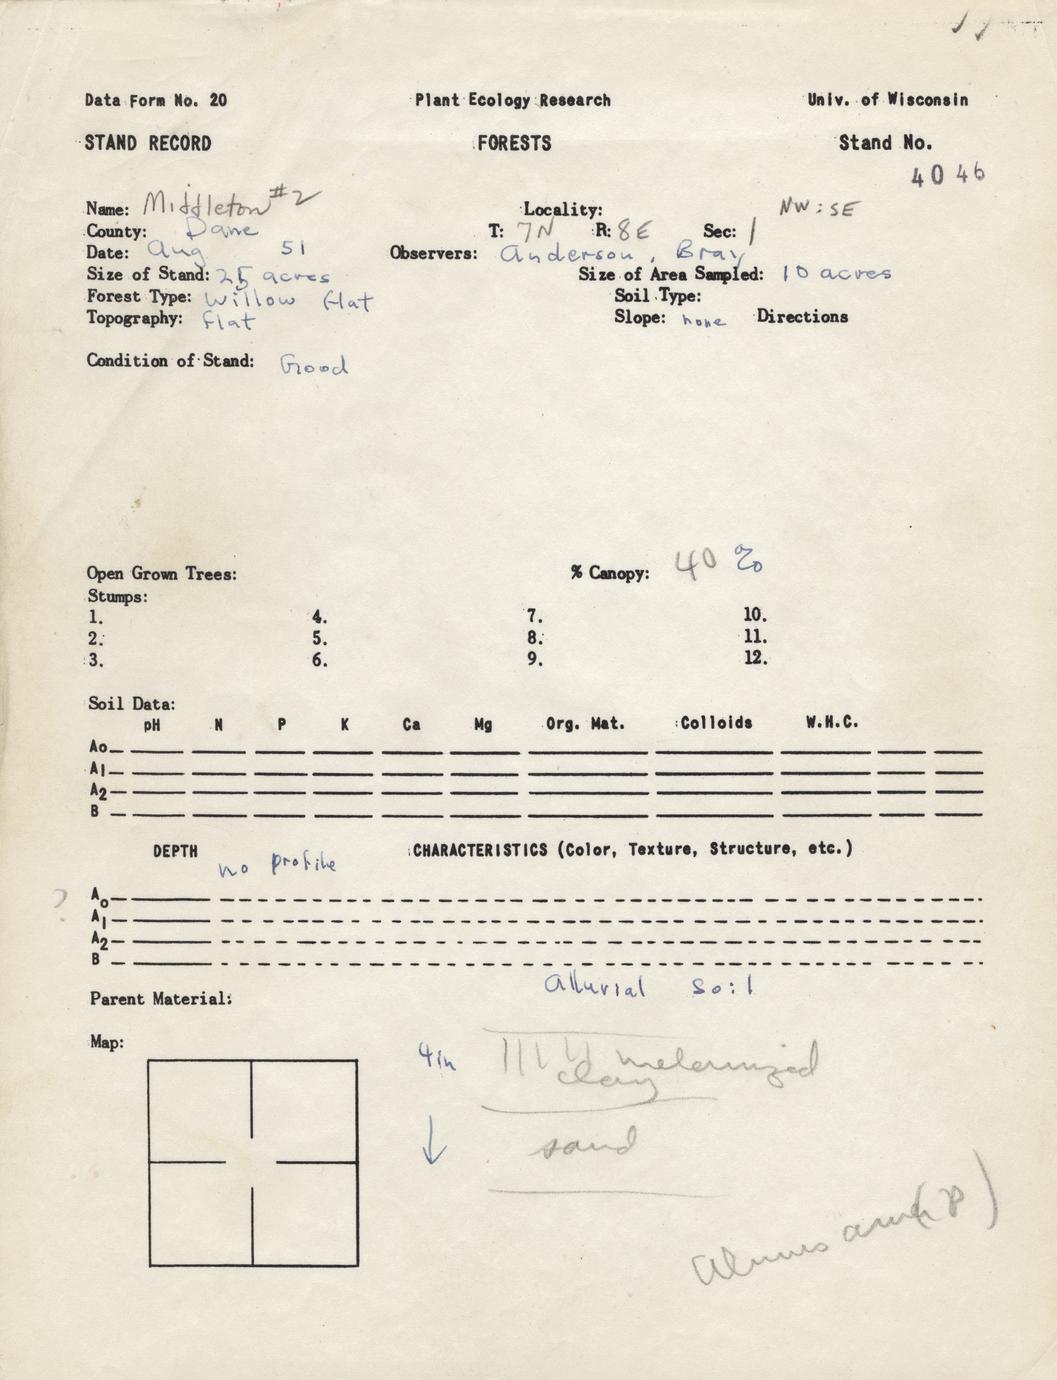 Data Form No. 20 Plant Ecology Research Univ. of Wisconsin
STAND RECORD FORESTS Stand No.
4046
Name: Middleton #2 Locality: NW:SE
County: Dane T: 7N R: 8E Sec: 1
Date: Aug 51 Observers: Anderson, Bray
Size of Stand: 25 acres Size of Area Sampled: 10 acres
Forest Type: Willow flat Soil Type:
Topography: flat Slope: none Directions
Condition of Stand: Good
Open Grown Trees: % Canopy: 40 %
Stumps:
1. 4. 7. 10.
2. 5. 8. 11.
3. 6. 9. 12.
Soil Data:
pH N P K Ca Mg Org. Mat. Colloids W.H.C.
Ao
A1
A2
B
DEPTH no profile CHARACTERISTICS (Color, Texture, Structure, etc.)
? Ao
A1
A2
B
Alluvial Soil
Parent Material:
Map:
4in melanized
clay
sand